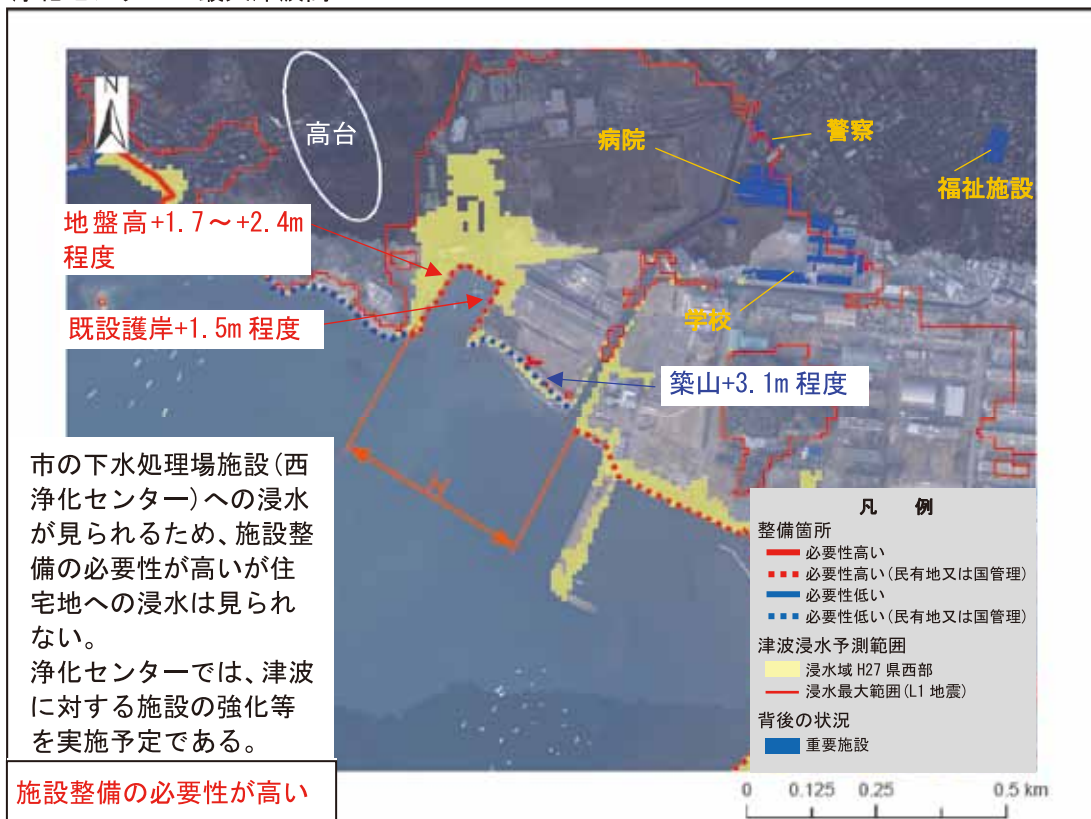 N
高台
病院
警察
福祉施設
地盤高+1.7～+2.4m
程度
既設護岸+1.5m 程度
学校
築山+3.1m 程度
M
市の下水処理場施設(西
浄化センター)への浸水
が見られるため、施設整
備の必要性が高いが住
宅地への浸水は見られ
ない。
浄化センターでは、津波
に対する施設の強化等
を実施予定である。
施設整備の必要性が高い
凡 例
整備箇所
必要性高い
必要性高い(民有地又は国管理)
必要性低い
必要性低い(民有地又は国管理)
津波浸水予測範囲
浸水域 H27 県西部
浸水最大範囲(L1 地震)
背後の状況
重要施設
0 0.125 0.25 0.5 km